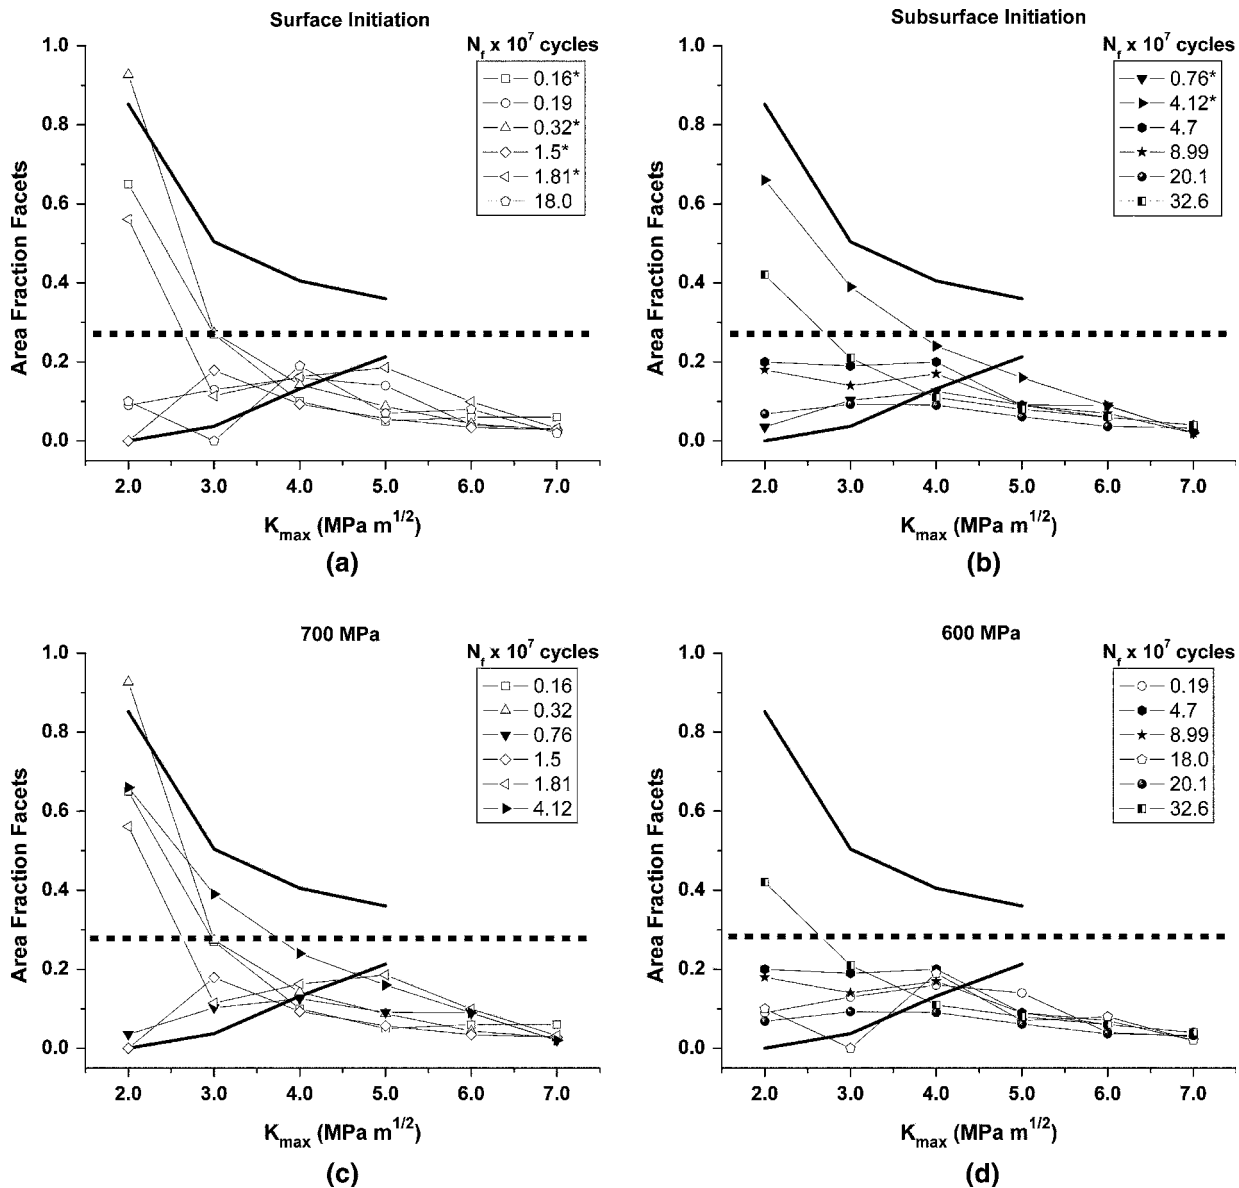 Surface Initiation
N_f x 10^7 cycles
0.16*
0.19
0.32*
1.5*
1.81*
18.0
Area Fraction Facets
1.0
0.8
0.6
0.4
0.2
0.0
2.0 3.0 4.0 5.0 6.0 7.0
K_max (MPa m^1/2)
(a)
Subsurface Initiation
N_f x 10^7 cycles
0.76*
4.12*
4.7
8.99
20.1
32.6
Area Fraction Facets
1.0
0.8
0.6
0.4
0.2
0.0
2.0 3.0 4.0 5.0 6.0 7.0
K_max (MPa m^1/2)
(b)
700 MPa
N_f x 10^7 cycles
0.16
0.32
0.76
1.5
1.81
4.12
Area Fraction Facets
1.0
0.8
0.6
0.4
0.2
0.0
2.0 3.0 4.0 5.0 6.0 7.0
K_max (MPa m^1/2)
(c)
600 MPa
N_f x 10^7 cycles
0.19
4.7
8.99
18.0
20.1
32.6
Area Fraction Facets
1.0
0.8
0.6
0.4
0.2
0.0
2.0 3.0 4.0 5.0 6.0 7.0
K_max (MPa m^1/2)
(d)